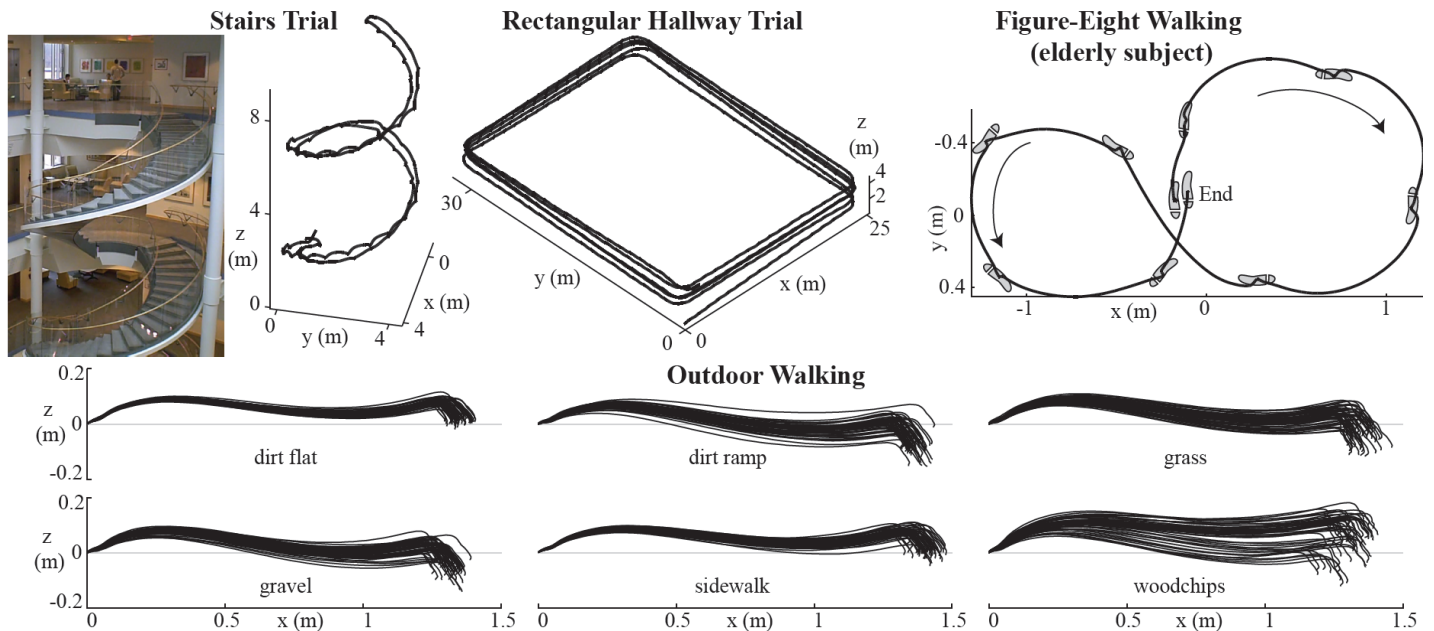 Stairs Trial
8
4
0
z
(m)
0
y (m)
4
4
x (m)
0
Rectangular Hallway Trial
z
(m)
4
2
25
30
y (m)
x (m)
0
0
Figure-Eight Walking
(elderly subject)
-0.4
0
0.4
y (m)
End
-1
x (m)
0
1
Outdoor Walking
0.2
z
(m)
0
-0.2
dirt flat
dirt ramp
grass
0.2
z
(m)
0
-0.2
gravel
sidewalk
woodchips
0
0.5
x (m)
1
1.5
0
0.5
x (m)
1
1.5
0
0.5
x (m)
1
1.5